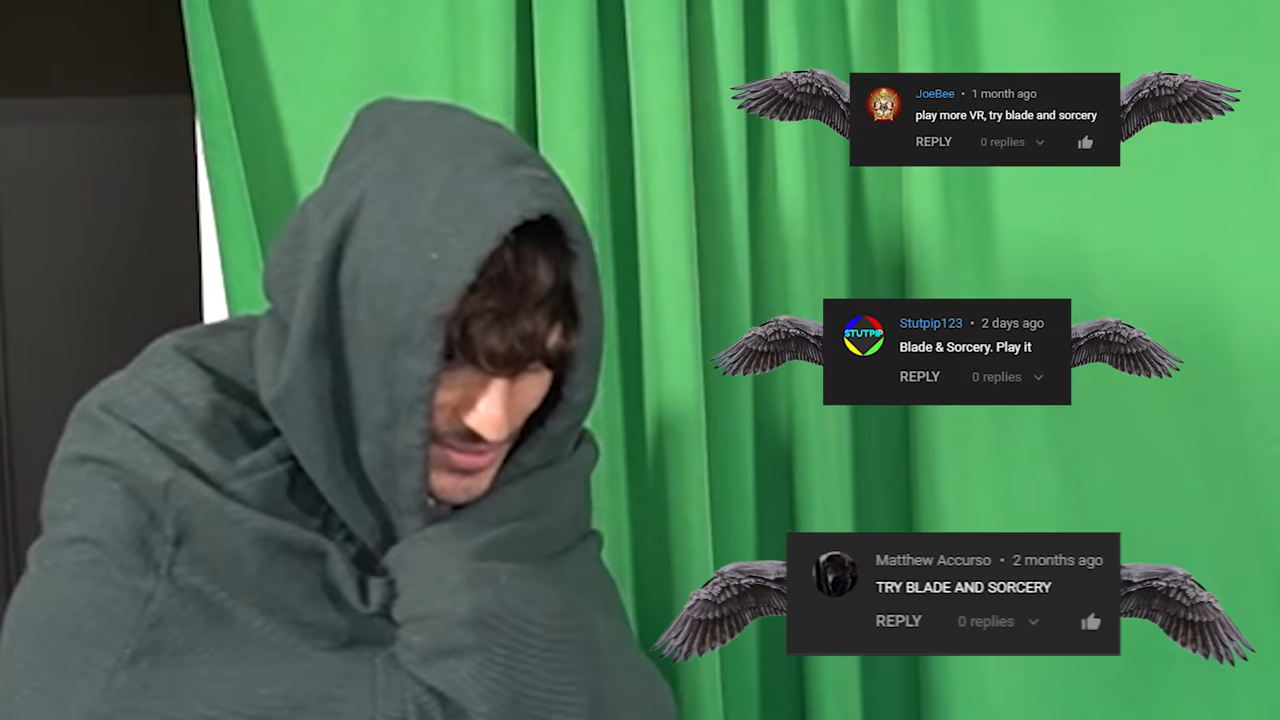 JoeBee • 1 month ago
play more VR, try blade and sorcery
REPLY 0 replies
STUTPIP
Stutpip123 • 2 days ago
Blade & Sorcery. Play it
REPLY 0 replies
Matthew Accurso • 2 months ago
TRY BLADE AND SORCERY
REPLY 0 replies